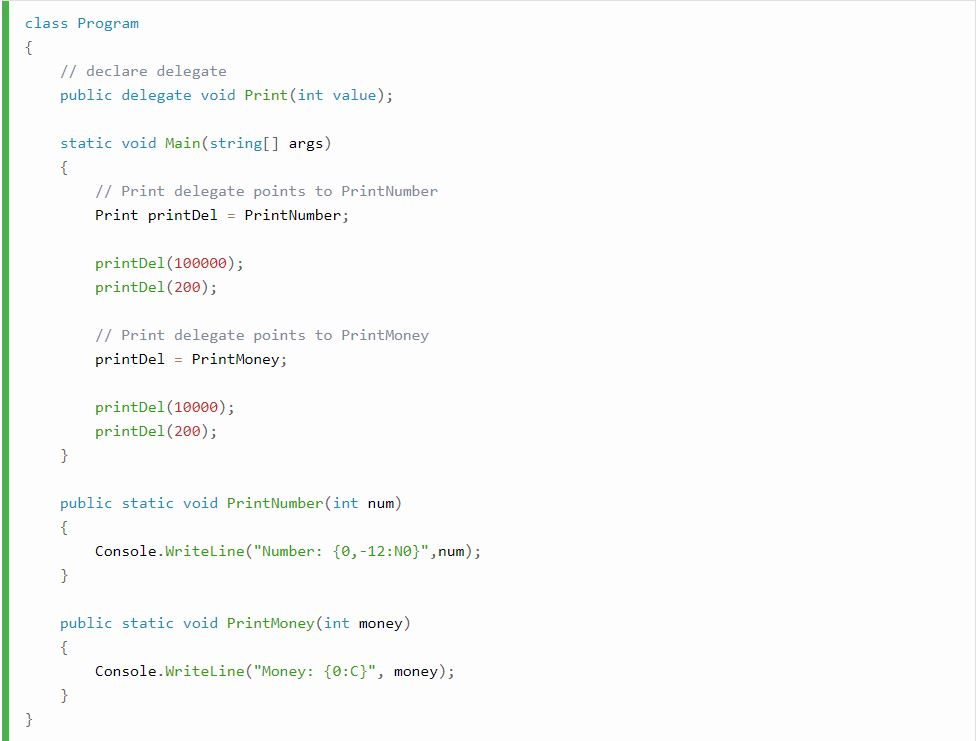 class Program
{
    // declare delegate
    public delegate void Print(int value);

    static void Main(string[] args)
    {
        // Print delegate points to PrintNumber
        Print printDel = PrintNumber;

        printDel(100000);
        printDel(200);

        // Print delegate points to PrintMoney
        printDel = PrintMoney;

        printDel(10000);
        printDel(200);
    }

    public static void PrintNumber(int num)
    {
        Console.WriteLine("Number: {0,-12:N0}",num);
    }

    public static void PrintMoney(int money)
    {
        Console.WriteLine("Money: {0:C}", money);
    }
}